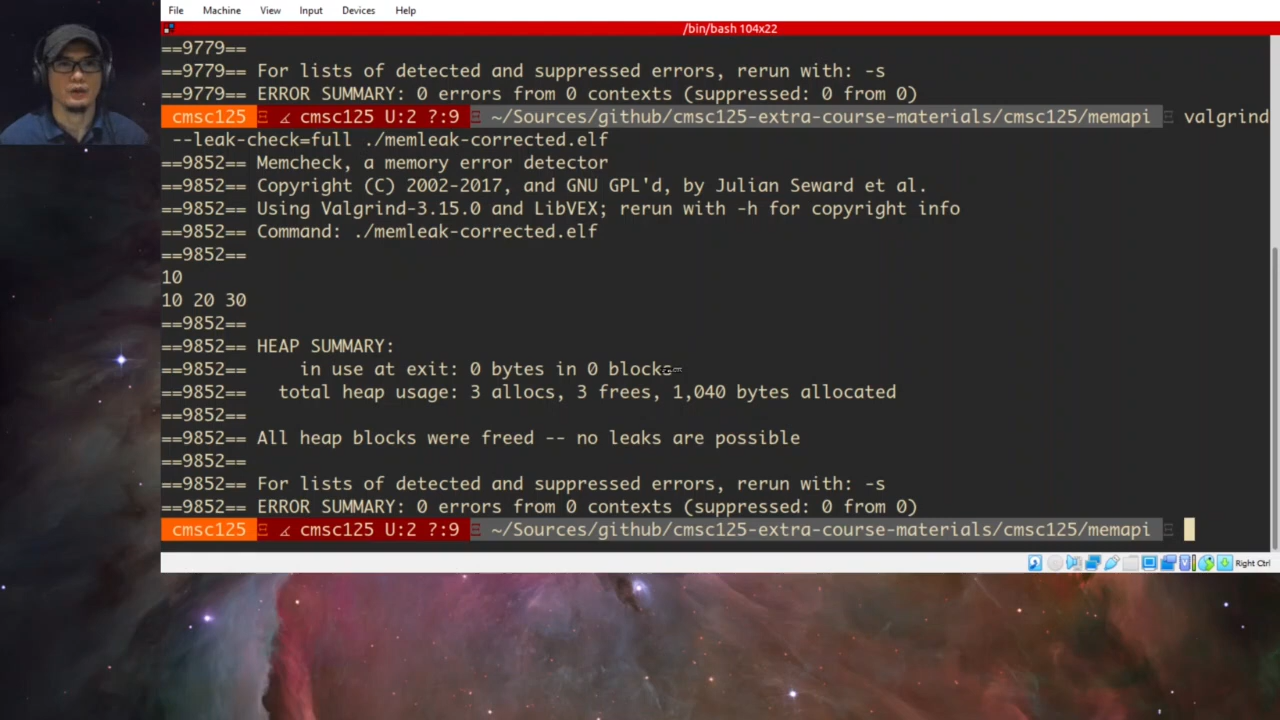 File Machine View Input Devices Help
/bin/bash 104x22
==9779==
==9779== For lists of detected and suppressed errors, rerun with: -s
==9779== ERROR SUMMARY: 0 errors from 0 contexts (suppressed: 0 from 0)
cmsc125 cmsc125 U:2 ?:9 ~/Sources/github/cmsc125-extra-course-materials/cmsc125/memapi valgrind
--leak-check=full ./memleak-corrected.elf
==9852== Memcheck, a memory error detector
==9852== Copyright (C) 2002-2017, and GNU GPL'd, by Julian Seward et al.
==9852== Using Valgrind-3.15.0 and LibVEX; rerun with -h for copyright info
==9852== Command: ./memleak-corrected.elf
==9852==
10
10 20 30
==9852==
==9852== HEAP SUMMARY:
==9852== in use at exit: 0 bytes in 0 blocks
==9852== total heap usage: 3 allocs, 3 frees, 1,040 bytes allocated
==9852==
==9852== All heap blocks were freed -- no leaks are possible
==9852==
==9852== For lists of detected and suppressed errors, rerun with: -s
==9852== ERROR SUMMARY: 0 errors from 0 contexts (suppressed: 0 from 0)
cmsc125 cmsc125 U:2 ?:9 ~/Sources/github/cmsc125-extra-course-materials/cmsc125/memapi
Right Ctrl